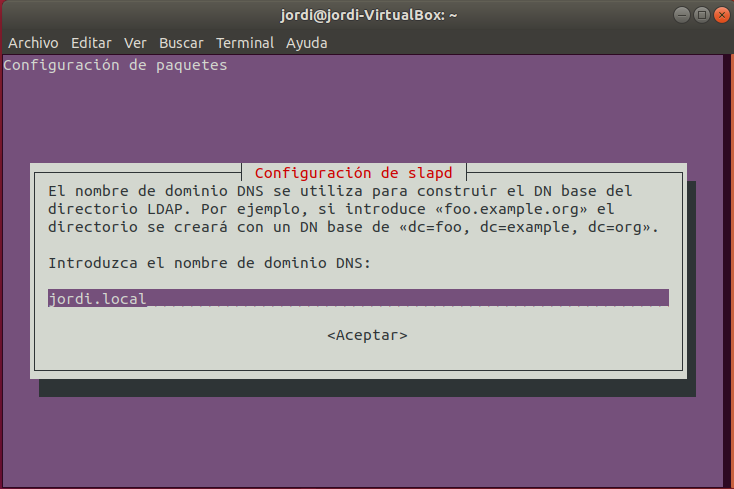 jordi@jordi-VirtualBox: ~
Archivo Editar Ver Buscar Terminal Ayuda
Configuración de paquetes
Configuración de slapd
El nombre de dominio DNS se utiliza para construir el DN base del
directorio LDAP. Por ejemplo, si introduce «foo.example.org» el
directorio se creará con un DN base de «dc=foo, dc=example, dc=org».
Introduzca el nombre de dominio DNS:
jordi.local
<Aceptar>